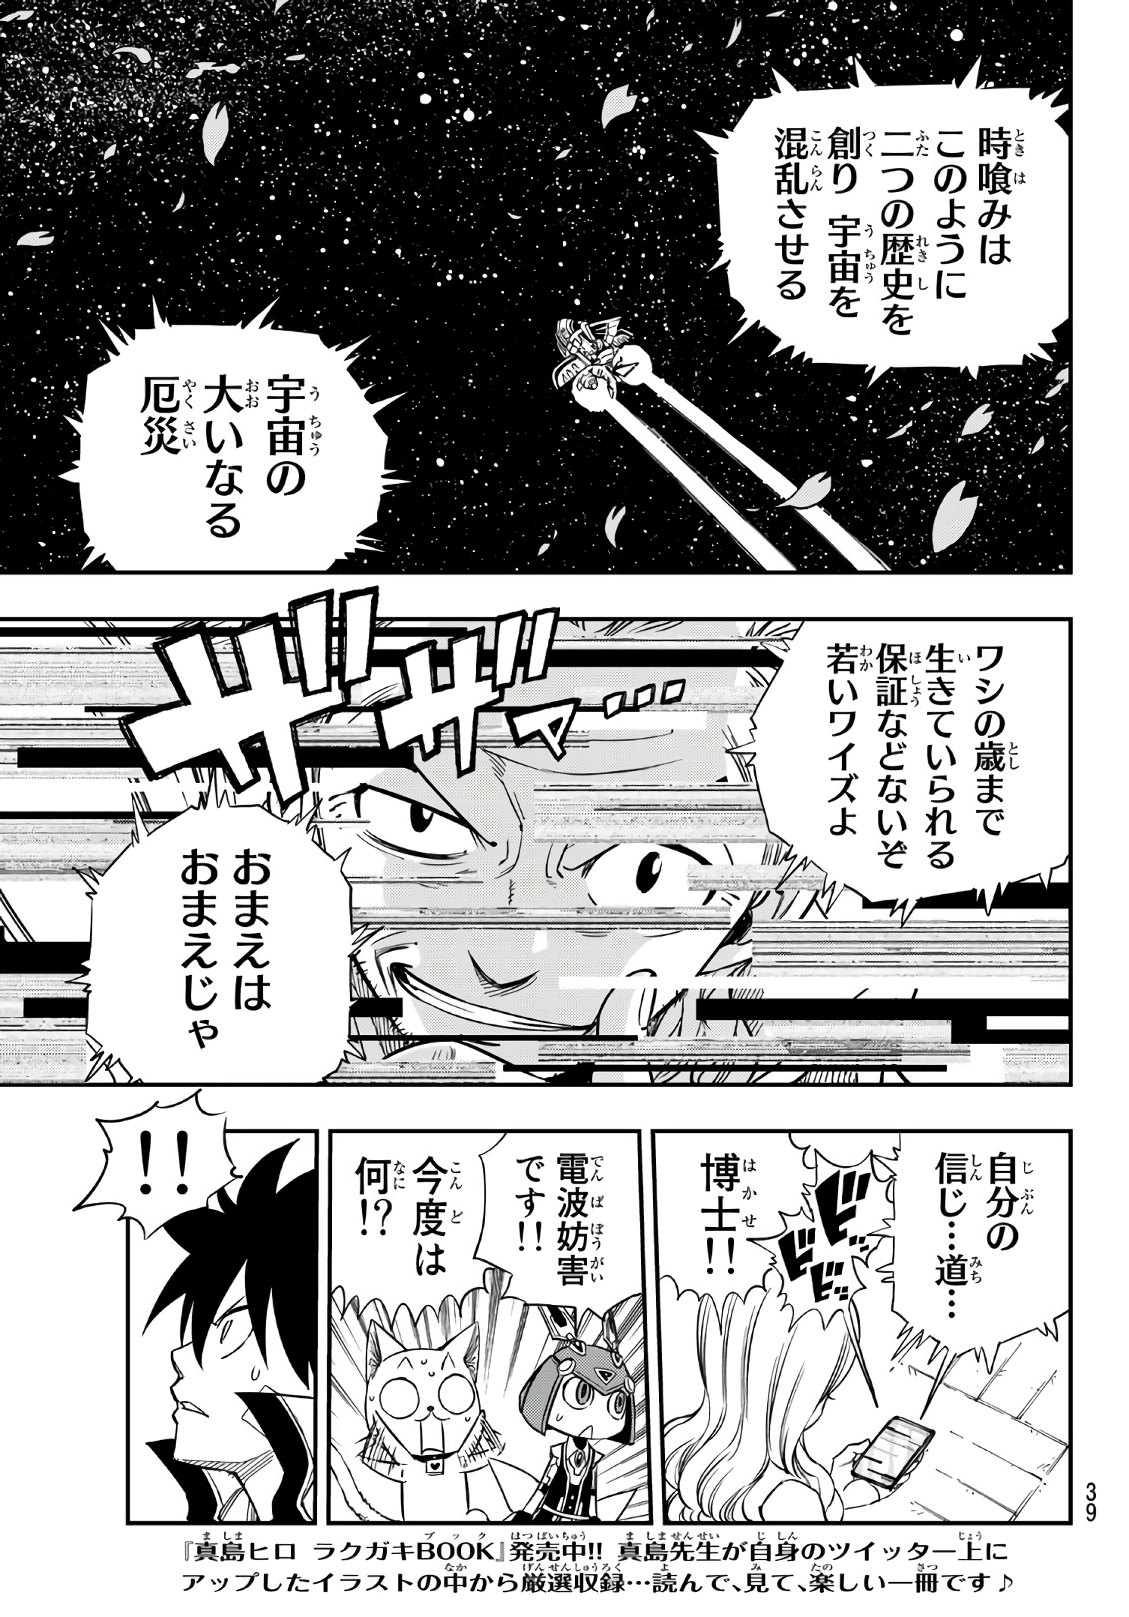 時喰みは
このように
二つの歴史を
創り 宇宙を
混乱させる
宇宙の
大いなる
厄災
ワシの歳まで
生きていられる
保証などないぞ
若いワイズよ
ザザザ…
おまえは
おまえじゃ
自分の
信じ…道…
ビビビ
博士!!
電波妨害
です!!
今度は
何!?
!!
39
『真島ヒロ ラクガキBOOK』発売中!! 真島先生が自身のツイッター上に
アップしたイラストの中から厳選収録…読んで、見て、楽しい一冊です♪